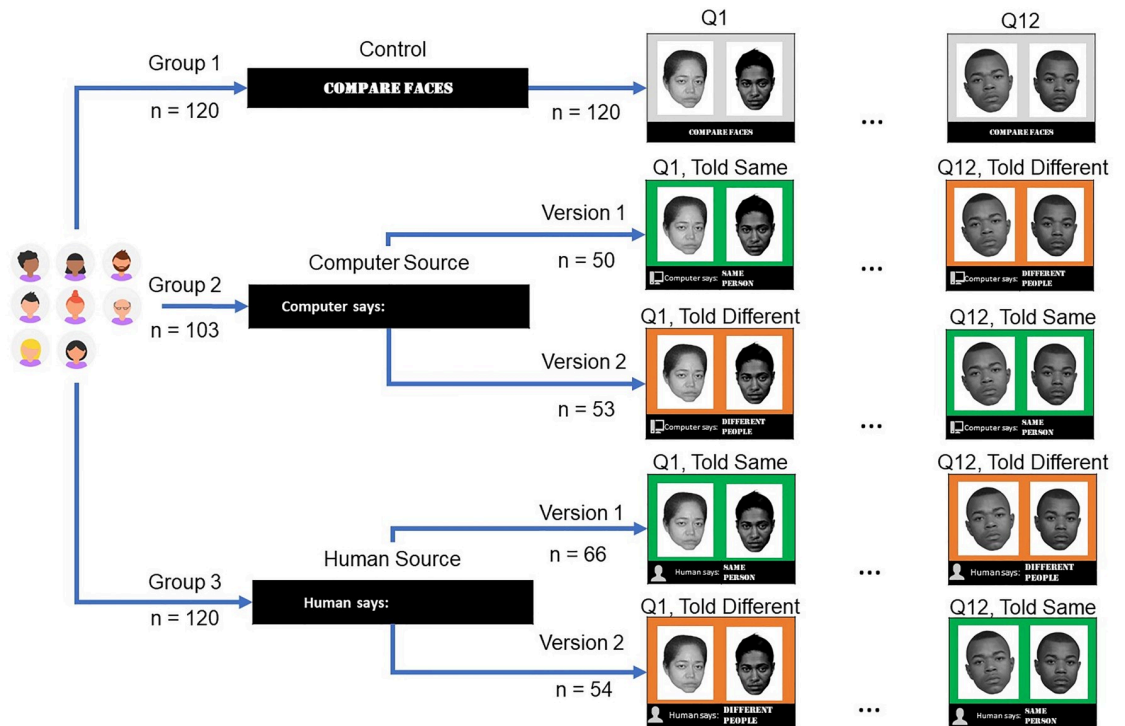 Q1
Q12
Control
Group 1
COMPARE FACES
n = 120
n = 120
COMPARE FACES
...
COMPARE FACES
Q1, Told Same
Q12, Told Different
Version 1
n = 50
Computer says: SAME
PERSON
...
Computer says: DIFFERENT
PEOPLE
Computer Source
Group 2
Computer says:
n = 103
Q1, Told Different
Q12, Told Same
Version 2
n = 53
Computer says: DIFFERENT
PEOPLE
...
Computer says: SAME
PERSON
Q1, Told Same
Q12, Told Different
Version 1
n = 66
Human says: SAME
PERSON
...
Human says: DIFFERENT
PEOPLE
Human Source
Group 3
Human says:
n = 120
Q1, Told Different
Q12, Told Same
Version 2
n = 54
Human says: DIFFERENT
PEOPLE
...
Human says: SAME
PERSON